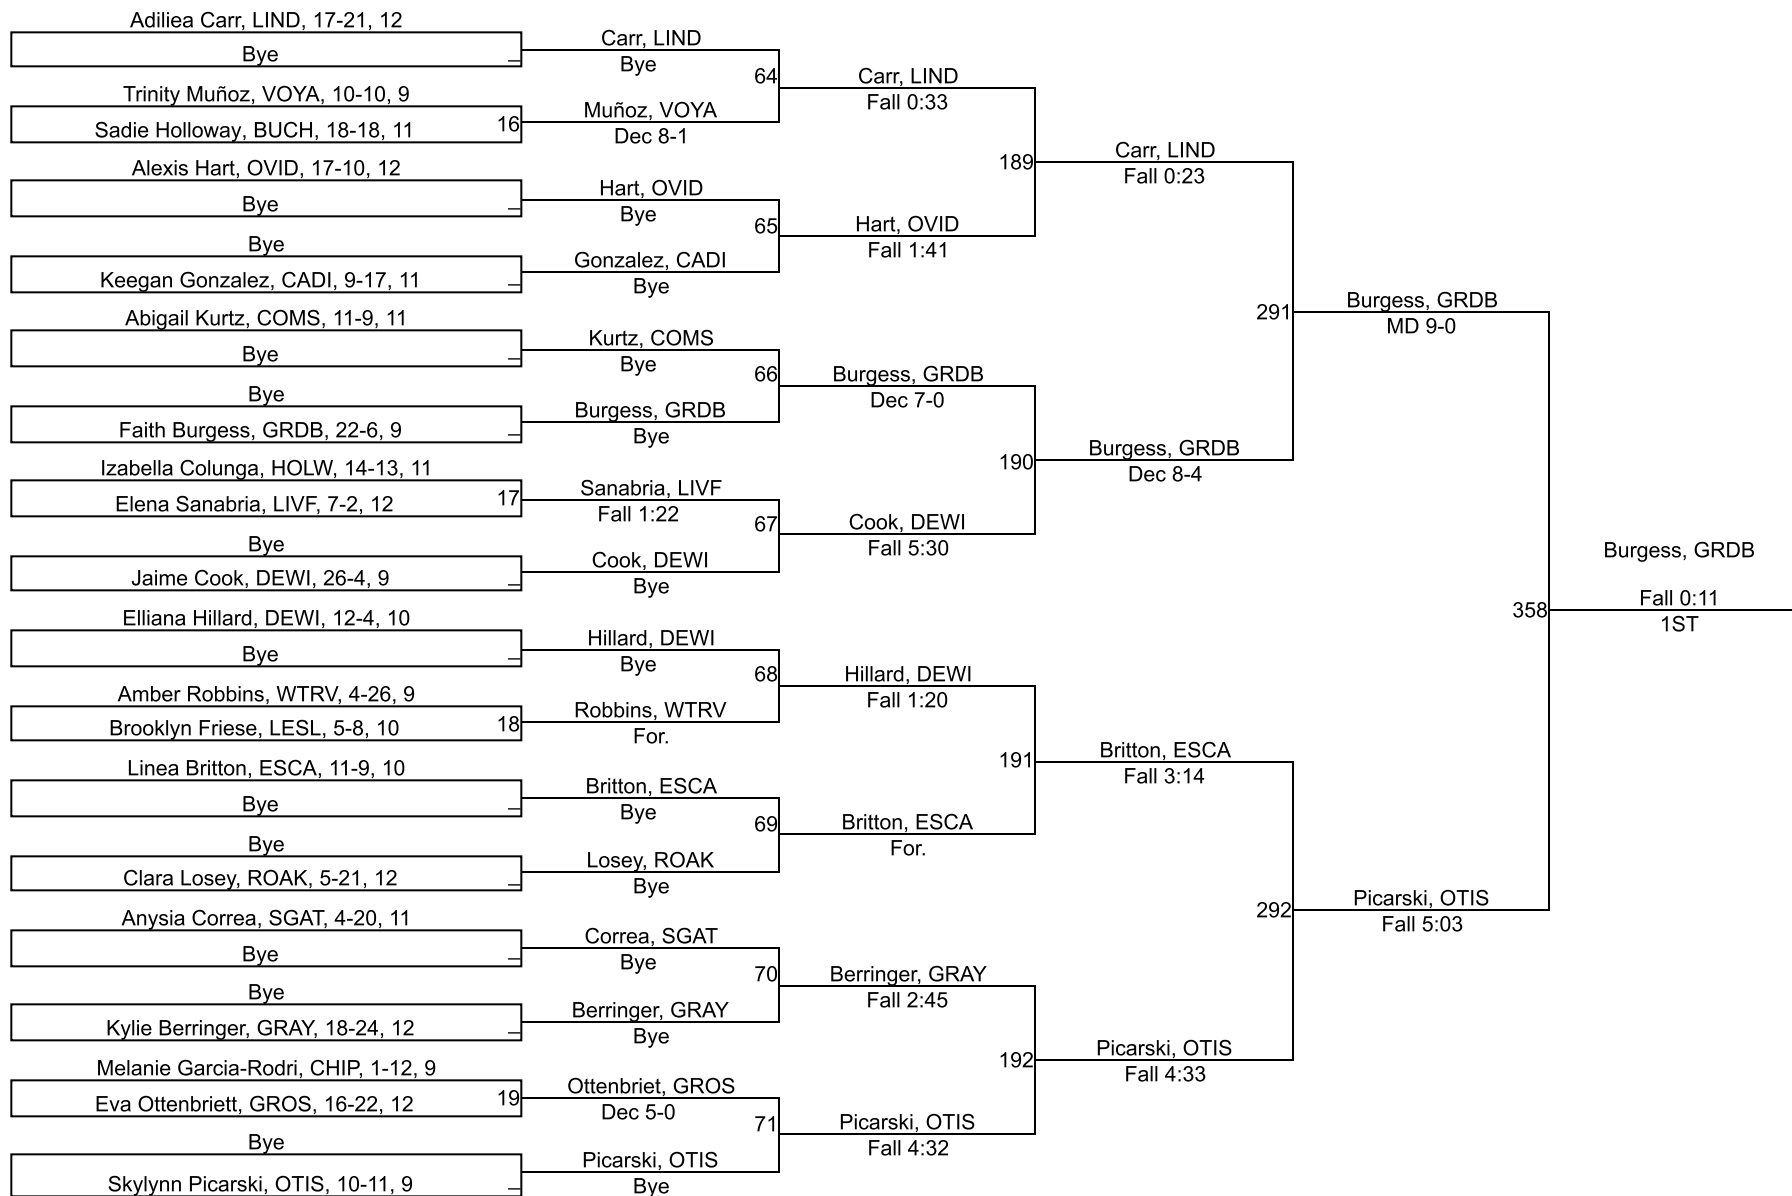 Adiliea Carr, LIND, 17-21, 12
Bye
Trinity Muñoz, VOYA, 10-10, 9
Sadie Holloway, BUCH, 18-18, 11
16
Alexis Hart, OVID, 17-10, 12
Bye
Bye
Keegan Gonzalez, CADI, 9-17, 11
Abigail Kurtz, COMS, 11-9, 11
Bye
Bye
Faith Burgess, GRDB, 22-6, 9
Izabella Colunga, HOLW, 14-13, 11
Elena Sanabria, LIVF, 7-2, 12
17
Bye
Jaime Cook, DEWI, 26-4, 9
Elliana Hillard, DEWI, 12-4, 10
Bye
Amber Robbins, WTRV, 4-26, 9
Brooklyn Friese, LESL, 5-8, 10
18
Linea Britton, ESCA, 11-9, 10
Bye
Bye
Clara Losey, ROAK, 5-21, 12
Anysia Correa, SGAT, 4-20, 11
Bye
Bye
Kylie Berringer, GRAY, 18-24, 12
Melanie Garcia-Rodri, CHIP, 1-12, 9
Eva Ottenbriett, GROS, 16-22, 12
19
Bye
Skylynn Picarski, OTIS, 10-11, 9
Carr, LIND
Bye
64
Muñoz, VOYA
Dec 8-1
Hart, OVID
Bye
65
Gonzalez, CADI
Bye
Kurtz, COMS
Bye
66
Burgess, GRDB
Bye
Sanabria, LIVF
Fall 1:22
67
Cook, DEWI
Bye
Hillard, DEWI
Bye
68
Robbins, WTRV
For.
Britton, ESCA
Bye
69
Losey, ROAK
Bye
Correa, SGAT
Bye
70
Berringer, GRAY
Bye
Ottenbriet, GROS
Dec 5-0
71
Picarski, OTIS
Bye
Carr, LIND
Fall 0:33
189
Hart, OVID
Fall 1:41
Burgess, GRDB
Dec 7-0
190
Cook, DEWI
Fall 5:30
Hillard, DEWI
Fall 1:20
191
Britton, ESCA
For.
Berringer, GRAY
Fall 2:45
192
Picarski, OTIS
Fall 4:32
Carr, LIND
Fall 0:23
291
Burgess, GRDB
Dec 8-4
Britton, ESCA
Fall 3:14
292
Picarski, OTIS
Fall 4:33
Burgess, GRDB
MD 9-0
358
Picarski, OTIS
Fall 5:03
Burgess, GRDB
Fall 0:11
1ST